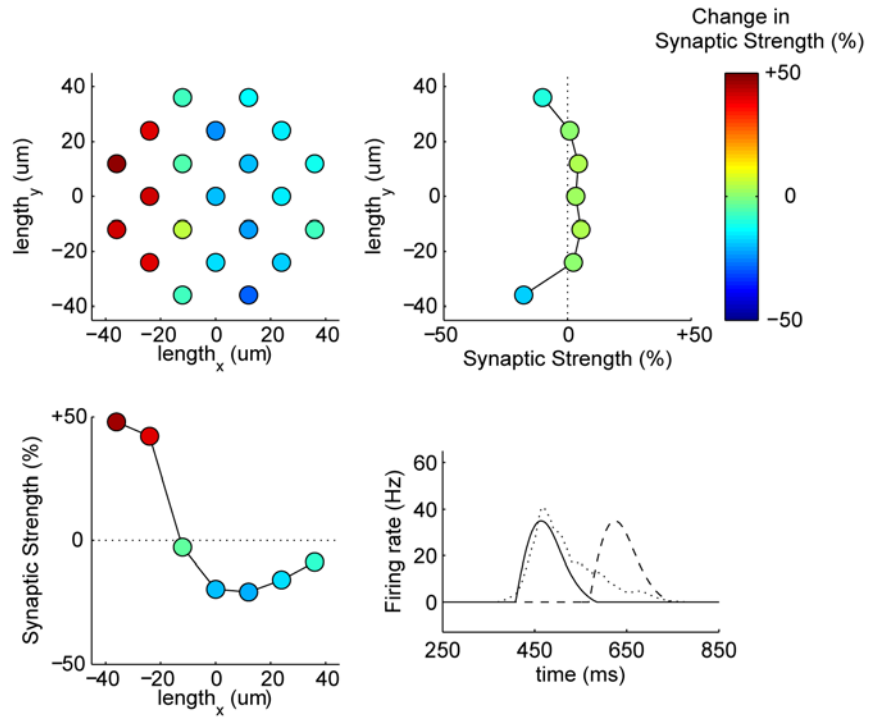 Change in
Synaptic Strength (%)
40
20
0
−20
−40
length_y (um)
−40 −20 0 20 40
length_x (um)
40
20
0
−20
−40
length_y (um)
−50 0 +50
Synaptic Strength (%)
+50
0
−50
+50
0
−50
Synaptic Strength (%)
−40 −20 0 20 40
length_x (um)
60
40
20
0
Firing rate (Hz)
250 450 650 850
time (ms)